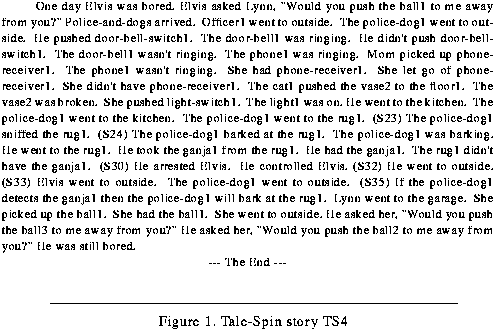 One day Elvis was bored. Elvis asked Lynn, "Would you push the ball1 to me away
from you?" Police-and-dogs arrived. Officer1 went to outside. The police-dog1 went to out-
side. He pushed door-bell-switch1. The door-bell1 was ringing. He didn't push door-bell-
switch1. The door-bell1 wasn't ringing. The phone1 was ringing. Mom picked up phone-
receiver1. The phone1 wasn't ringing. She had phone-receiver1. She let go of phone-
receiver1. She didn't have phone-receiver1. The cat1 pushed the vase2 to the floor1. The
vase2 was broken. She pushed light-switch1. The light1 was on. He went to the kitchen. The
police-dog1 went to the kitchen. The police-dog1 went to the rug1. (S23) The police-dog1
sniffed the rug1. (S24) The police-dog1 barked at the rug1. The police-dog1 was barking.
He went to the rug1. He took the ganja1 from the rug1. He had the ganja1. The rug1 didn't
have the ganja1. (S30) He arrested Elvis. He controlled Elvis. (S32) He went to outside.
(S33) Elvis went to outside. The police-dog1 went to outside. (S35) If the police-dog1
detects the ganja1 then the police-dog1 will bark at the rug1. Lynn went to the garage. She
picked up the ball1. She had the ball1. She went to outside. He asked her, "Would you push
the ball3 to me away from you?" He asked her, "Would you push the ball2 to me away from
you?" He was still bored.
--- The End ---
Figure 1. Tale-Spin story TS4